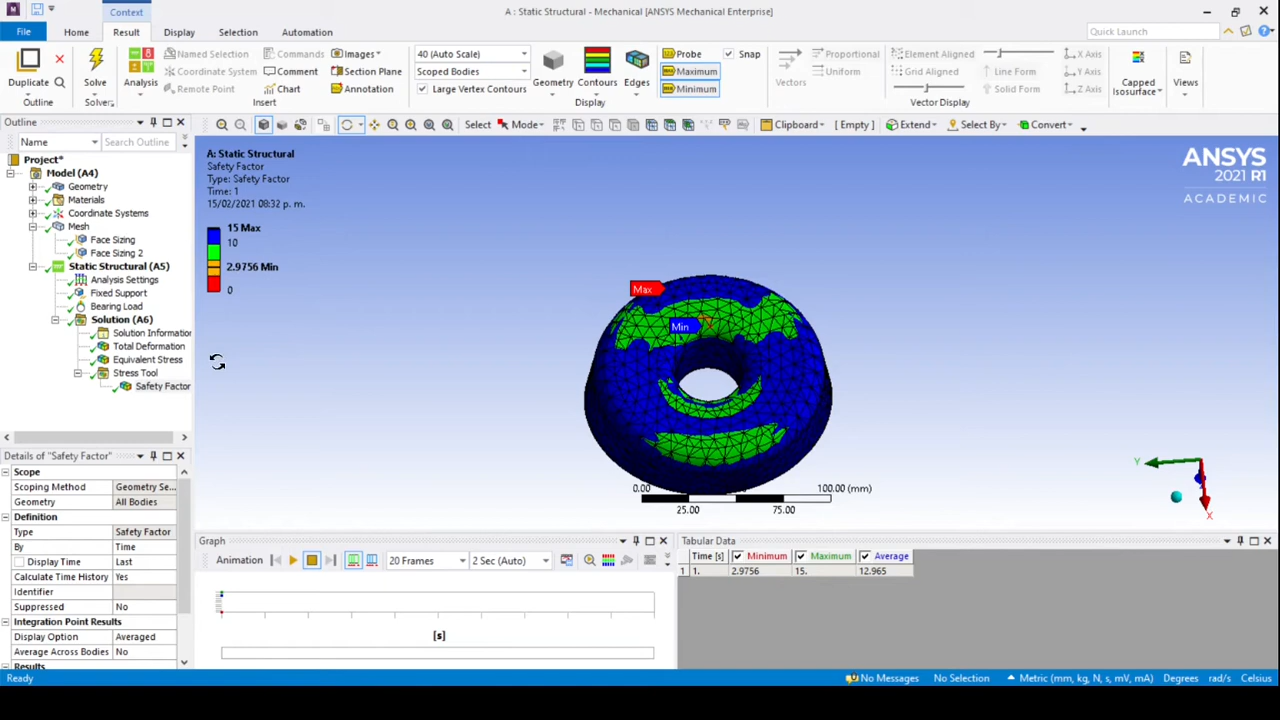 Context
A : Static Structural - Mechanical [ANSYS Mechanical Enterprise]
File
Home
Result
Display
Selection
Automation
Quick Launch
Duplicate
Outline
Solve
Solver
Analysis
Named Selection
Coordinate System
Remote Point
Commands
Comment
Chart
Images
Section Plane
Annotation
Insert
40 (Auto Scale)
Scoped Bodies
Large Vertex Contours
Geometry
Contours
Edges
Display
Probe
Maximum
Minimum
Snap
Vectors
Proportional
Uniform
Element Aligned
Grid Aligned
Line Form
Solid Form
X Axis
Y Axis
Z Axis
Vector Display
Capped
Isosurface
Views
Outline
Name
Search Outline
Select
Mode
Clipboard
[ Empty ]
Extend
Select By
Convert
Project*
Model (A4)
Geometry
Materials
Coordinate Systems
Mesh
Face Sizing
Face Sizing 2
Static Structural (A5)
Analysis Settings
Fixed Support
Bearing Load
Solution (A6)
Solution Informatio
Total Deformation
Equivalent Stress
Stress Tool
Safety Factor
A: Static Structural
Safety Factor
Type: Safety Factor
Time: 1
15/02/2021 08:32 p. m.
15 Max
10
2.9756 Min
0
Max
Min
ANSYS
2021 R1
ACADEMIC
0.00
100.00 (mm)
25.00
75.00
Y
X
Details of "Safety Factor"
Scope
Scoping Method
Geometry Se...
Geometry
All Bodies
Definition
Type
Safety Factor
By
Time
Display Time
Last
Calculate Time History
Yes
Identifier
Suppressed
No
Integration Point Results
Display Option
Averaged
Average Across Bodies
No
Results
Graph
Animation
20 Frames
2 Sec (Auto)
[s]
Tabular Data
Time [s]
Minimum
Maximum
Average
1
1.
2.9756
15.
12.965
Ready
No Messages
No Selection
Metric (mm, kg, N, s, mV, mA)
Degrees
rad/s
Celsius